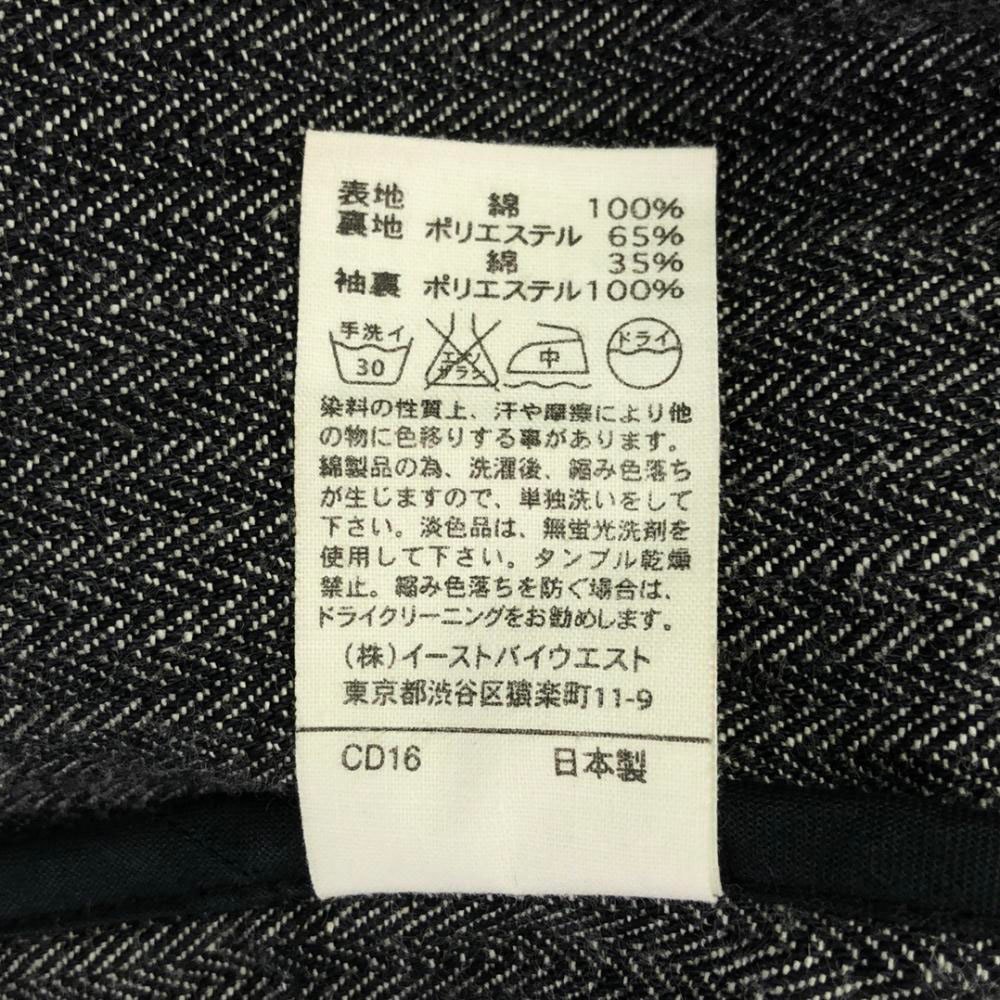 表地 綿 100%
裏地 ポリエステル 65%
綿 35%
袖裏 ポリエステル 100%
手洗イ 30 エンソサラシ 中 ドライ
染料の性質上、汗や摩擦により他
の物に色移りする事があります。
綿製品の為、洗濯後、縮み色落ち
が生じますので、単独洗いをして
下さい。淡色品は、無蛍光洗剤を
使用して下さい。タンブル乾燥
禁止。縮み色落ちを防ぐ場合は、
ドライクリーニングをお勧めします。
(株)イーストバイウエスト
東京都渋谷区猿楽町11-9
CD16 日本製